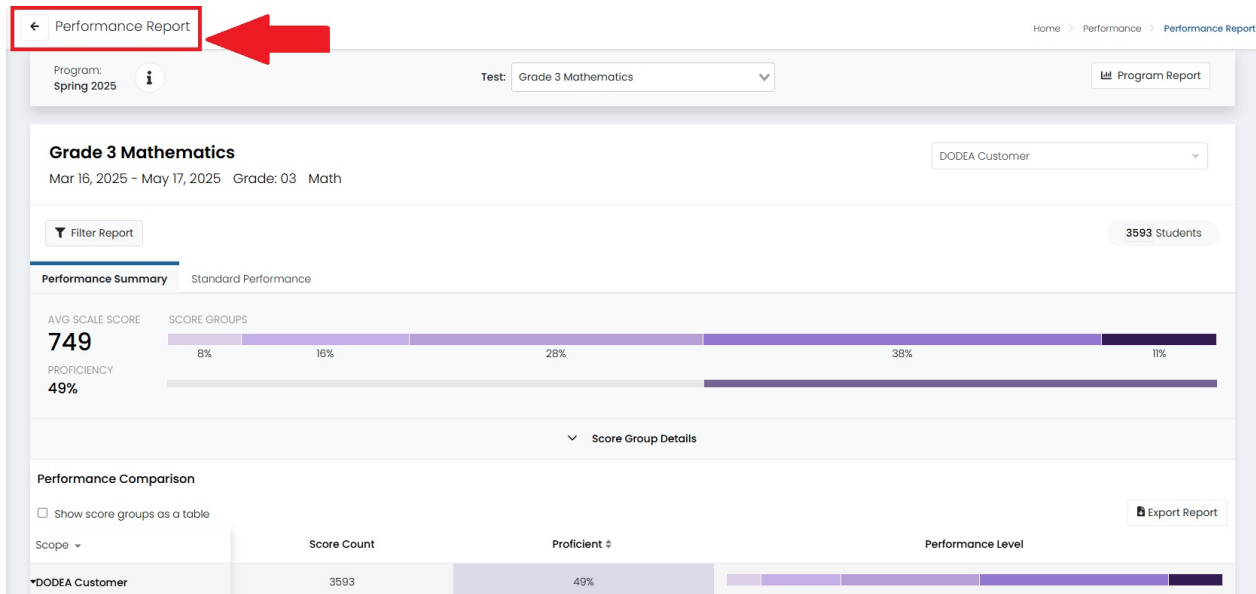 Performance Report
Home > Performance > Performance Report
Program:
Spring 2025
i
Test: Grade 3 Mathematics
Program Report
Grade 3 Mathematics
DODEA Customer
Mar 16, 2025 - May 17, 2025 Grade: 03 Math
Filter Report
3593 Students
Performance Summary Standard Performance
AVG SCALE SCORE SCORE GROUPS
749
8% 16% 28% 38% 11%
PROFICIENCY
49%
Score Group Details
Performance Comparison
Show score groups as a table
Export Report
Scope Score Count Proficient Performance Level
DODEA Customer 3593 49%